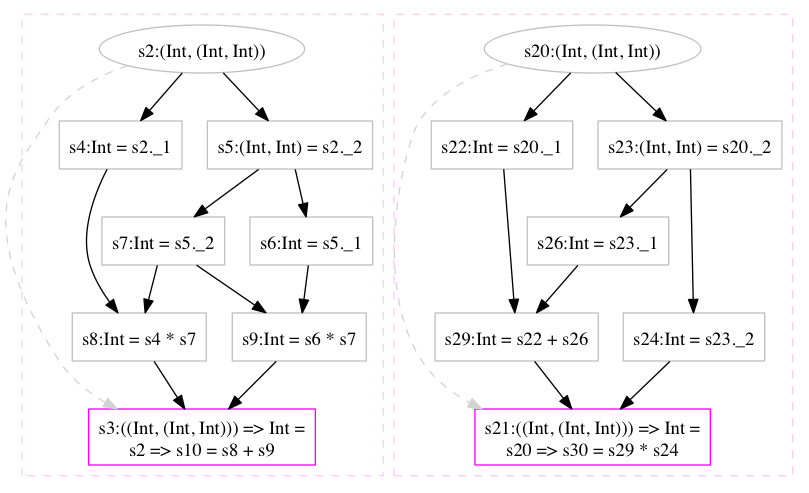 s2:(Int, (Int, Int))
s4:Int = s2._1
s5:(Int, Int) = s2._2
s7:Int = s5._2
s6:Int = s5._1
s8:Int = s4 * s7
s9:Int = s6 * s7
s3:((Int, (Int, Int))) => Int =
s2 => s10 = s8 + s9
s20:(Int, (Int, Int))
s22:Int = s20._1
s23:(Int, Int) = s20._2
s26:Int = s23._1
s29:Int = s22 + s26
s24:Int = s23._2
s21:((Int, (Int, Int))) => Int =
s20 => s30 = s29 * s24